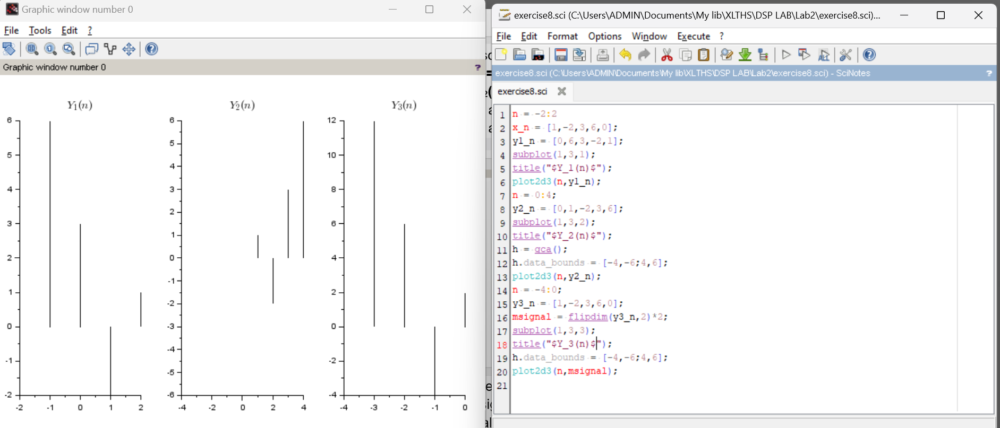 Graphic window number 0
File Tools Edit ?
Graphic window number 0 ?
Y₁(n) Y₂(n) Y₃(n)
6
5
4
3
2
1
0
-1
-2
-2 -1 0 1 2
6
5
4
3
2
1
0
-1
-2
-3
-4
-5
-6
-4 -2 0 2 4
12
10
8
6
4
2
0
-2
-4
-4 -3 -2 -1 0
exercise8.sci (C:\Users\ADMIN\Documents\My lib\XLTHS\DSP LAB\Lab2\exercise8.sci)...
File Edit Format Options Window Execute ?
exercise8.sci (C:\Users\ADMIN\Documents\My lib\XLTHS\DSP LAB\Lab2\exercise8.sci) - SciNotes ?
exercise8.sci
1 n = -2:2
2 x_n = [1,-2,3,6,0];
3 y1_n = [0,6,3,-2,1];
4 subplot(1,3,1);
5 title("$Y_1(n)$");
6 plot2d3(n,y1_n);
7 n = 0:4;
8 y2_n = [0,1,-2,3,6];
9 subplot(1,3,2);
10 title("$Y_2(n)$");
11 h = gca();
12 h.data_bounds = [-4,-6;4,6];
13 plot2d3(n,y2_n);
14 n = -4:0;
15 y3_n = [1,-2,3,6,0];
16 msignal = flipdim(y3_n,2)*2;
17 subplot(1,3,3);
18 title("$Y_3(n)$");
19 h.data_bounds = [-4,-6;4,6];
20 plot2d3(n,msignal);
21